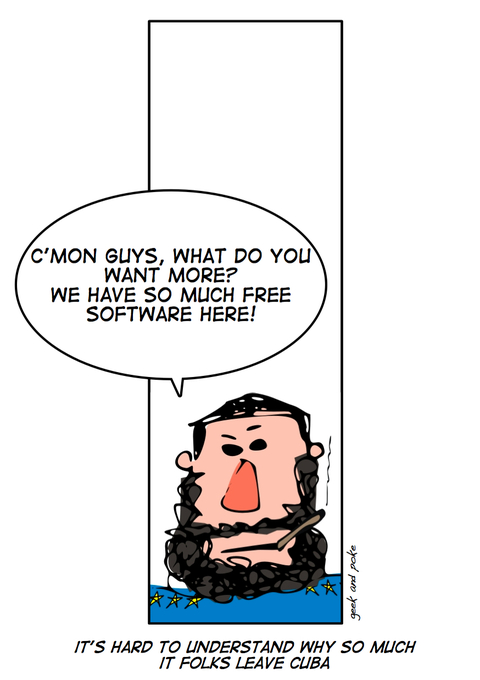 C'MON GUYS, WHAT DO YOU
WANT MORE?
WE HAVE SO MUCH FREE
SOFTWARE HERE!
geek and poke
IT'S HARD TO UNDERSTAND WHY SO MUCH
IT FOLKS LEAVE CUBA